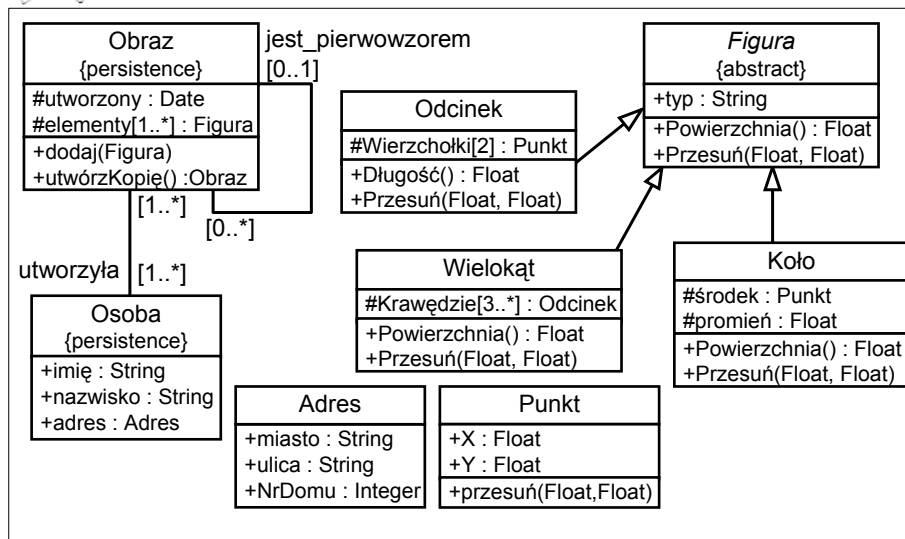 Obraz
{persistence}
#utworzony : Date
#elementy[1..*] : Figura
+dodaj(Figura)
+utwórzKopię() :Obraz
jest_pierwowzorem
[0..1]
[0..*]
[1..*]
utworzyła
[1..*]
Osoba
{persistence}
+imię : String
+nazwisko : String
+adres : Adres
Odcinek
#Wierzchołki[2] : Punkt
+Długość() : Float
+Przesuń(Float, Float)
Figura
{abstract}
+typ : String
+Powierzchnia() : Float
+Przesuń(Float, Float)
Wielokąt
#Krawędzie[3..*] : Odcinek
+Powierzchnia() : Float
+Przesuń(Float, Float)
Koło
#środek : Punkt
#promień : Float
+Powierzchnia() : Float
+Przesuń(Float, Float)
Adres
+miasto : String
+ulica : String
+NrDomu : Integer
Punkt
+X : Float
+Y : Float
+przesuń(Float,Float)